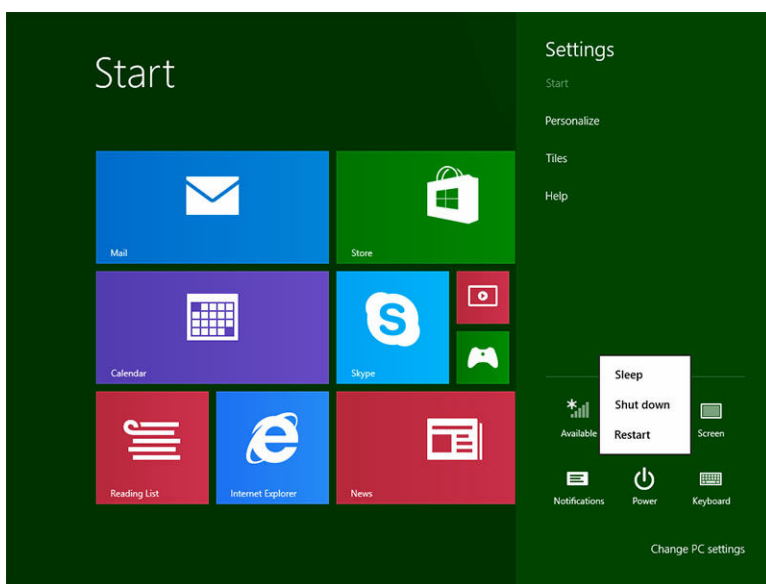 Start
Mail
Store
Calendar
S
Skype
Reading List
Internet Explorer
News
Settings
Start
Personalize
Tiles
Help
Sleep
Shut down
Restart
Available
Screen
Notifications
Power
Keyboard
Change PC settings